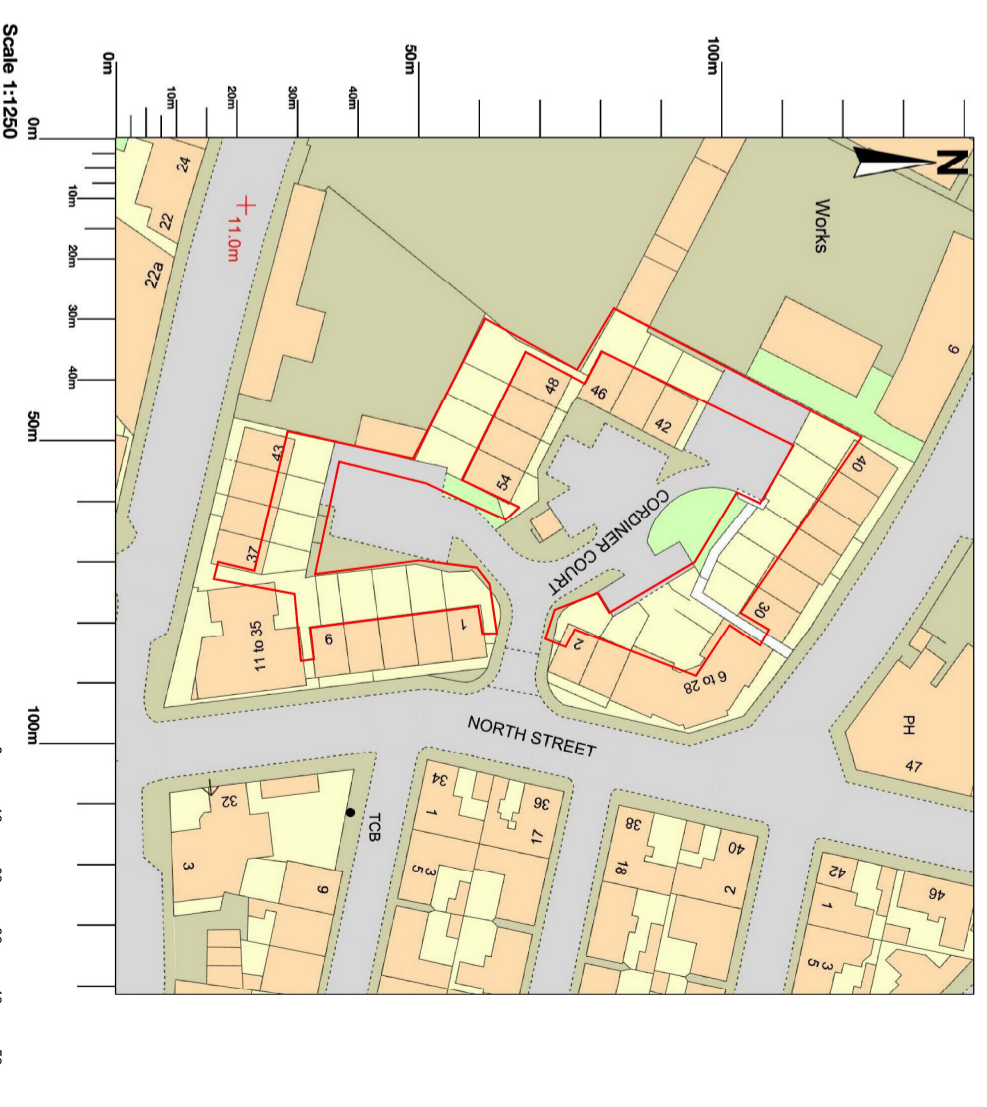 Scale 1:1250
0m
10m
20m
30m
40m
50m
100m
0m
10m
20m
30m
40m
50m
100m
N
Works
24
22
22a
11.0m
6
48
46
42
40
54
43
37
CORDINER COURT
30
2
6 to 28
1
9
11 to 35
NORTH STREET
PH
47
32
3
9
TCB
34
1
3
5
36
17
38
18
40
2
42
1
3
5
46